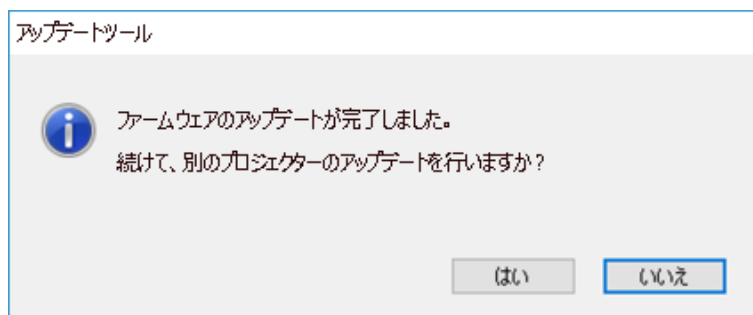 アップデートツール
ファームウェアのアップデートが完了しました。
続けて、別のプロジェクターのアップデートを行いますか？
はい
いいえ